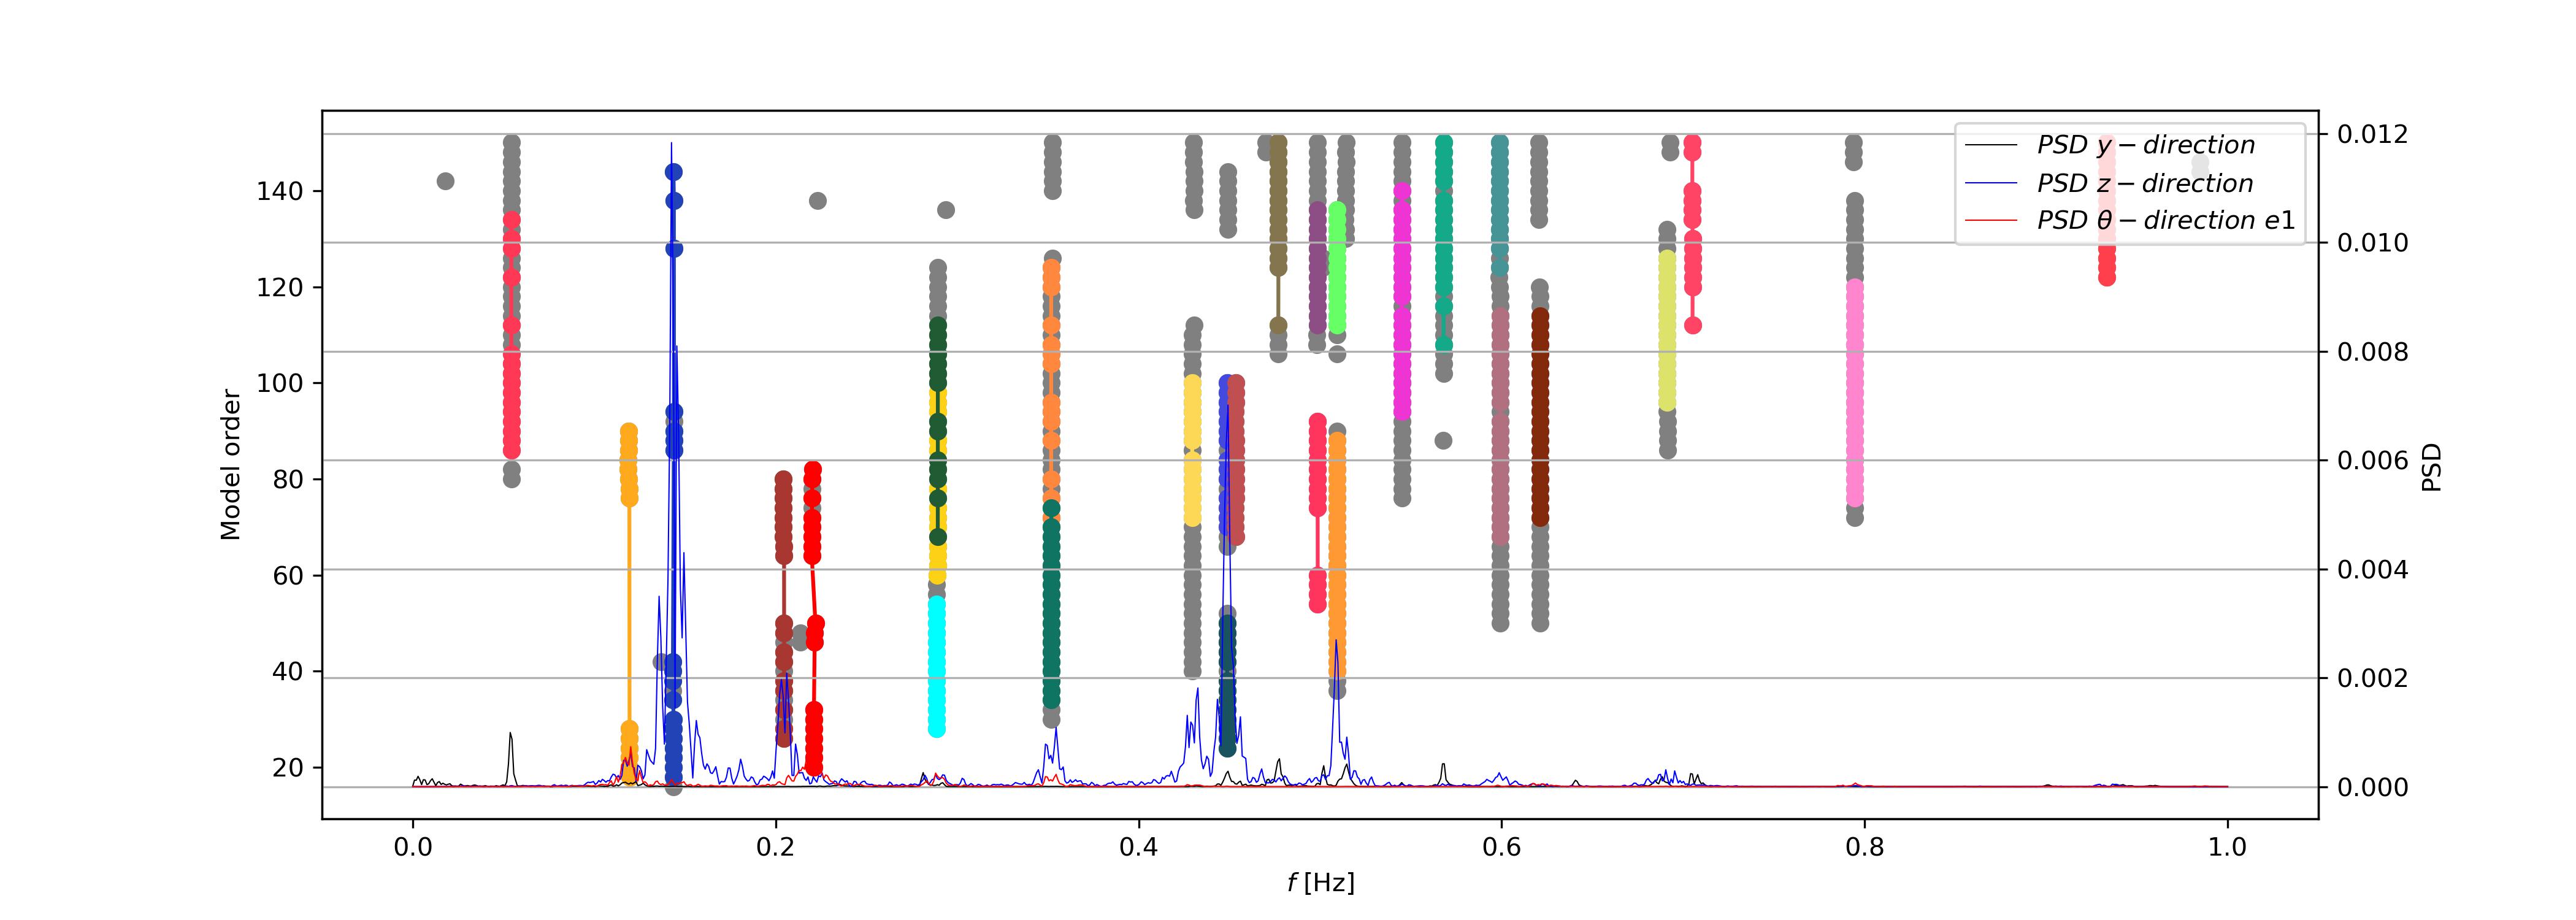 PSD y − direction
PSD z − direction
PSD θ − direction e1
140
120
100
80
60
40
20
Model order
0.012
0.010
0.008
0.006
0.004
0.002
0.000
PSD
0.0 0.2 0.4 0.6 0.8 1.0
f [Hz]